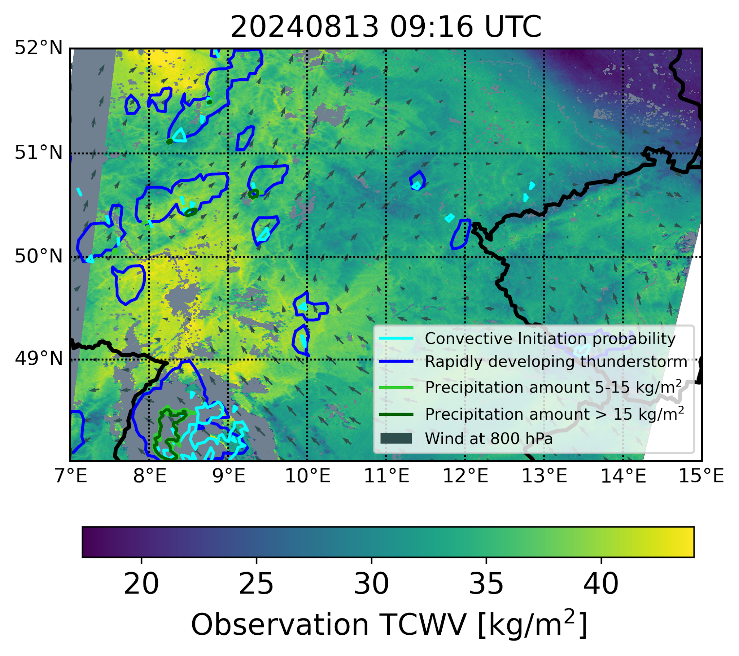 20240813 09:16 UTC
52°N
51°N
50°N
49°N
Convective Initiation probability
Rapidly developing thunderstorm
Precipitation amount 5-15 kg/m²
Precipitation amount > 15 kg/m²
Wind at 800 hPa
7°E 8°E 9°E 10°E 11°E 12°E 13°E 14°E 15°E
20 25 30 35 40
Observation TCWV [kg/m²]